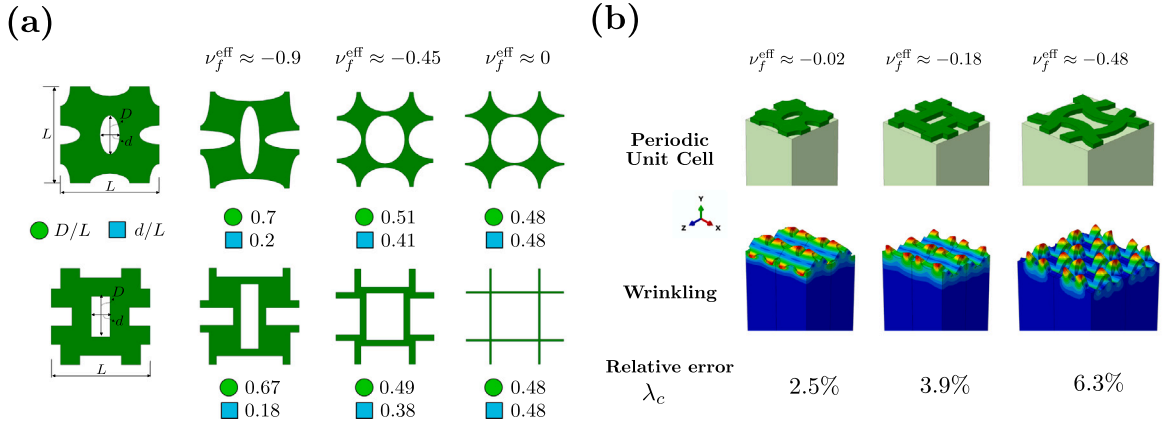 (a)
ν_f^eff ≈ −0.9
ν_f^eff ≈ −0.45
ν_f^eff ≈ 0
L
D
d
L
D/L
d/L
0.7
0.2
0.51
0.41
0.48
0.48
D
d
L
0.67
0.18
0.49
0.38
0.48
0.48
(b)
ν_f^eff ≈ −0.02
ν_f^eff ≈ −0.18
ν_f^eff ≈ −0.48
Periodic
Unit Cell
Y
Z
X
Wrinkling
Relative error
λ_c
2.5%
3.9%
6.3%